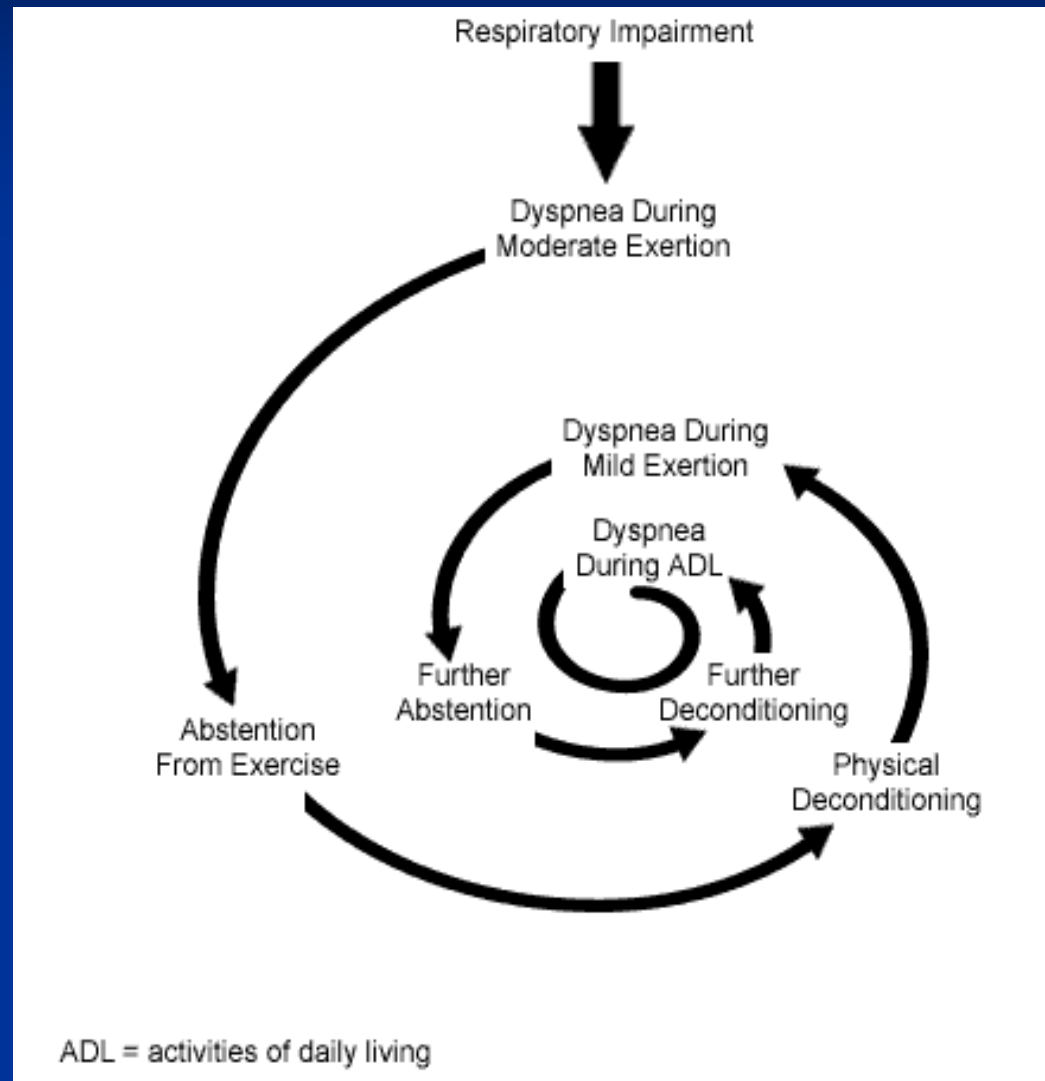 Respiratory Impairment
Dyspnea During
Moderate Exertion
Abstention
From Exercise
Physical
Deconditioning
Dyspnea During
Mild Exertion
Further
Abstention
Further
Deconditioning
Dyspnea
During ADL
ADL = activities of daily living